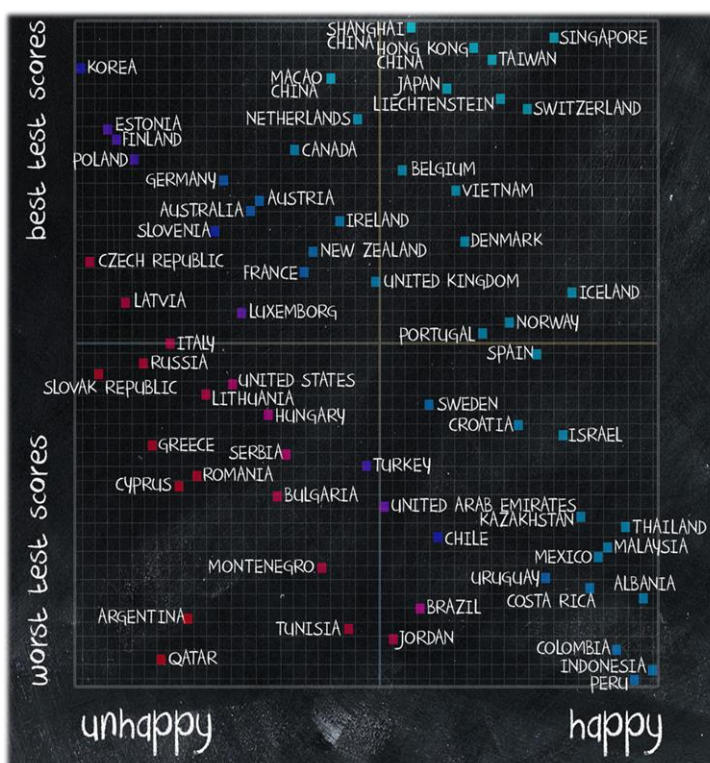 SHANGHAI
CHINA
SINGAPORE
HONG KONG
CHINA
TAIWAN
KOREA
MACAO
CHINA
JAPAN
LIECHTENSTEIN
SWITZERLAND
NETHERLANDS
ESTONIA
FINLAND
CANADA
POLAND
BELGIUM
GERMANY
VIETNAM
AUSTRIA
AUSTRALIA
IRELAND
SLOVENIA
DENMARK
NEW ZEALAND
CZECH REPUBLIC
FRANCE
UNITED KINGDOM
ICELAND
LATVIA
LUXEMBORG
NORWAY
PORTUGAL
ITALY
SPAIN
RUSSIA
SLOVAK REPUBLIC
UNITED STATES
LITHUANIA
SWEDEN
HUNGARY
CROATIA
ISRAEL
GREECE
SERBIA
TURKEY
ROMANIA
CYPRUS
BULGARIA
UNITED ARAB EMIRATES
KAZAKHSTAN
THAILAND
CHILE
MALAYSIA
MEXICO
MONTENEGRO
URUGUAY
ALBANIA
COSTA RICA
BRAZIL
ARGENTINA
TUNISIA
JORDAN
COLOMBIA
QATAR
INDONESIA
PERU
best test scores
worst test scores
unhappy
happy